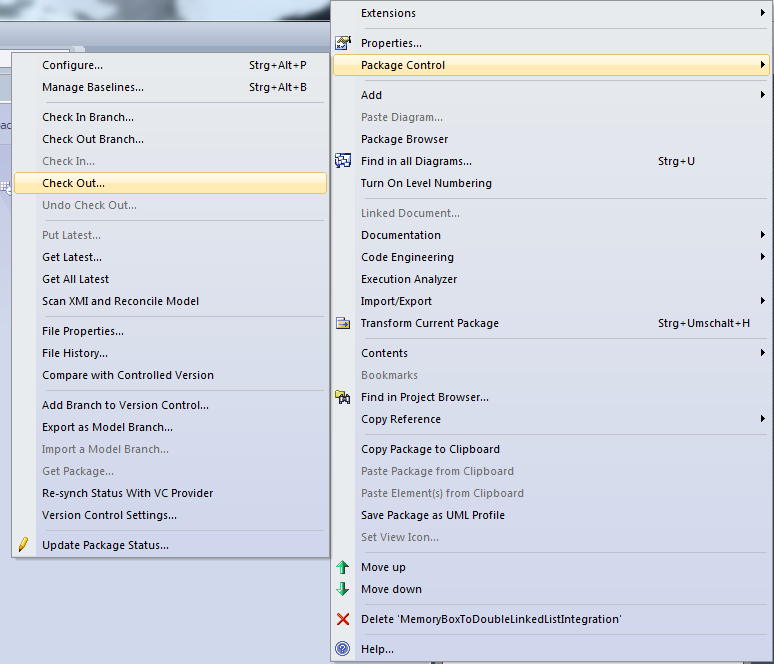 Extensions
Properties...
Package Control
Add
Paste Diagram...
Package Browser
Find in all Diagrams... Strg+U
Turn On Level Numbering
Linked Document...
Documentation
Code Engineering
Execution Analyzer
Import/Export
Transform Current Package Strg+Umschalt+H
Contents
Bookmarks
Find in Project Browser...
Copy Reference
Copy Package to Clipboard
Paste Package from Clipboard
Paste Element(s) from Clipboard
Save Package as UML Profile
Set View Icon...
Move up
Move down
Delete 'MemoryBoxToDoubleLinkedListIntegration'
Help...
Configure... Strg+Alt+P
Manage Baselines... Strg+Alt+B
Check In Branch...
Check Out Branch...
Check In...
Check Out...
Undo Check Out...
Put Latest...
Get Latest...
Get All Latest
Scan XMI and Reconcile Model
File Properties...
File History...
Compare with Controlled Version
Add Branch to Version Control...
Export as Model Branch...
Import a Model Branch...
Get Package...
Re-synch Status With VC Provider
Version Control Settings...
Update Package Status...